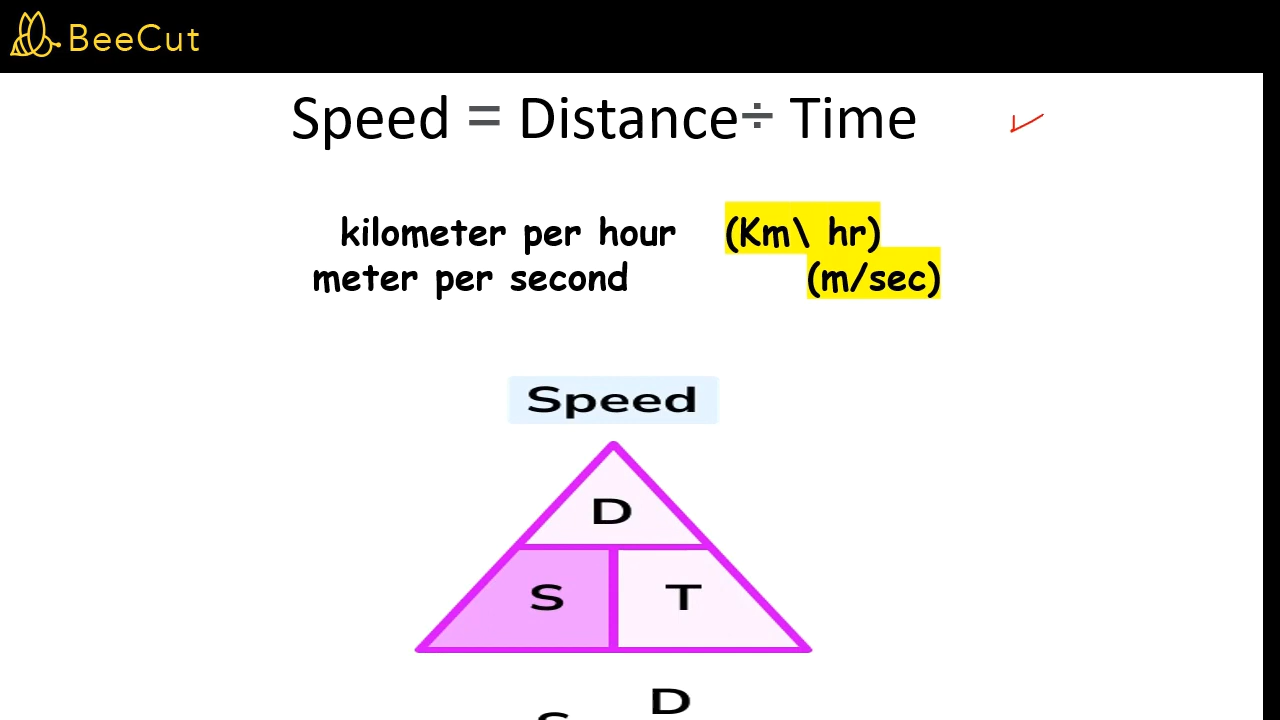 BeeCut
Speed = Distance÷ Time
kilometer per hour (Km\ hr)
meter per second (m/sec)
Speed
D
S T
D